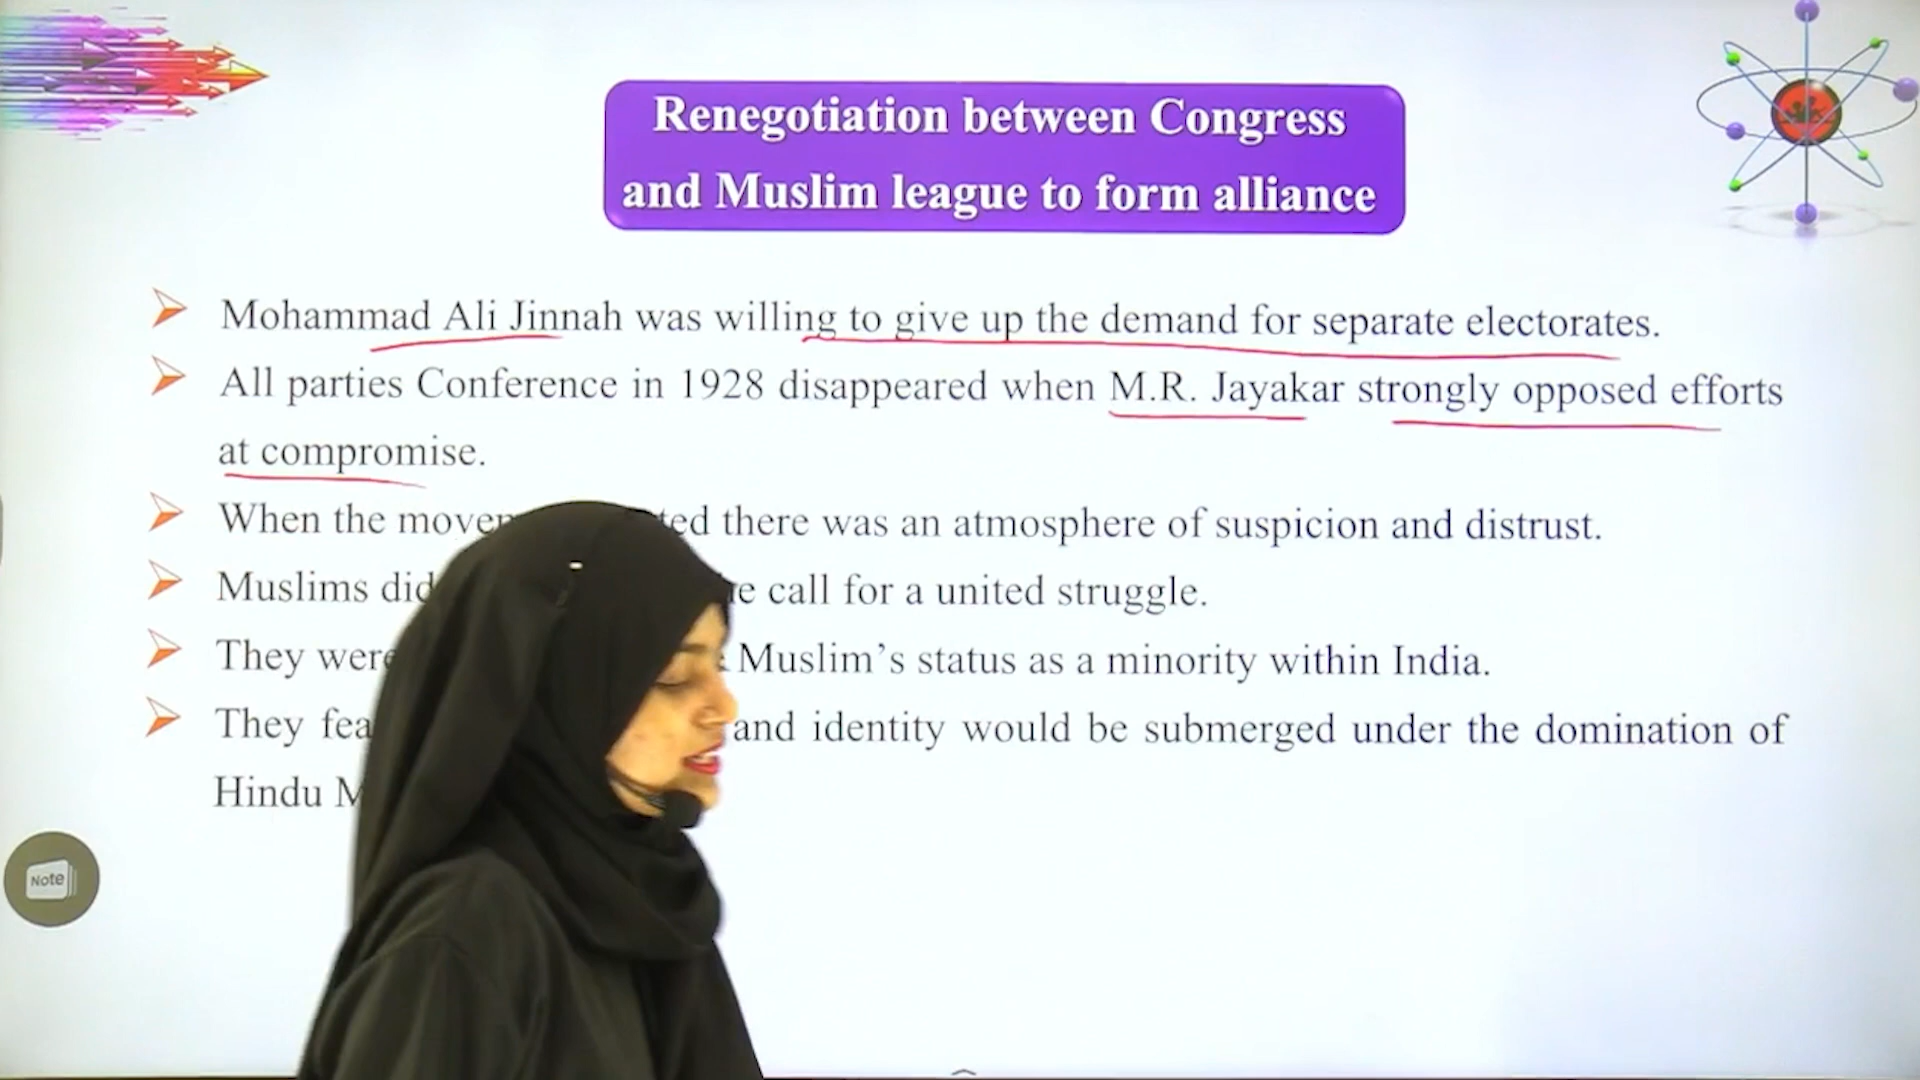 Renegotiation between Congress
and Muslim league to form alliance
Mohammad Ali Jinnah was willing to give up the demand for separate electorates.
All parties Conference in 1928 disappeared when M.R. Jayakar strongly opposed efforts
at compromise.
When the there was an atmosphere of suspicion and distrust.
Muslims did call for a united struggle.
They were Muslim’s status as a minority within India.
They and identity would be submerged under the domination of
Hindu
Note